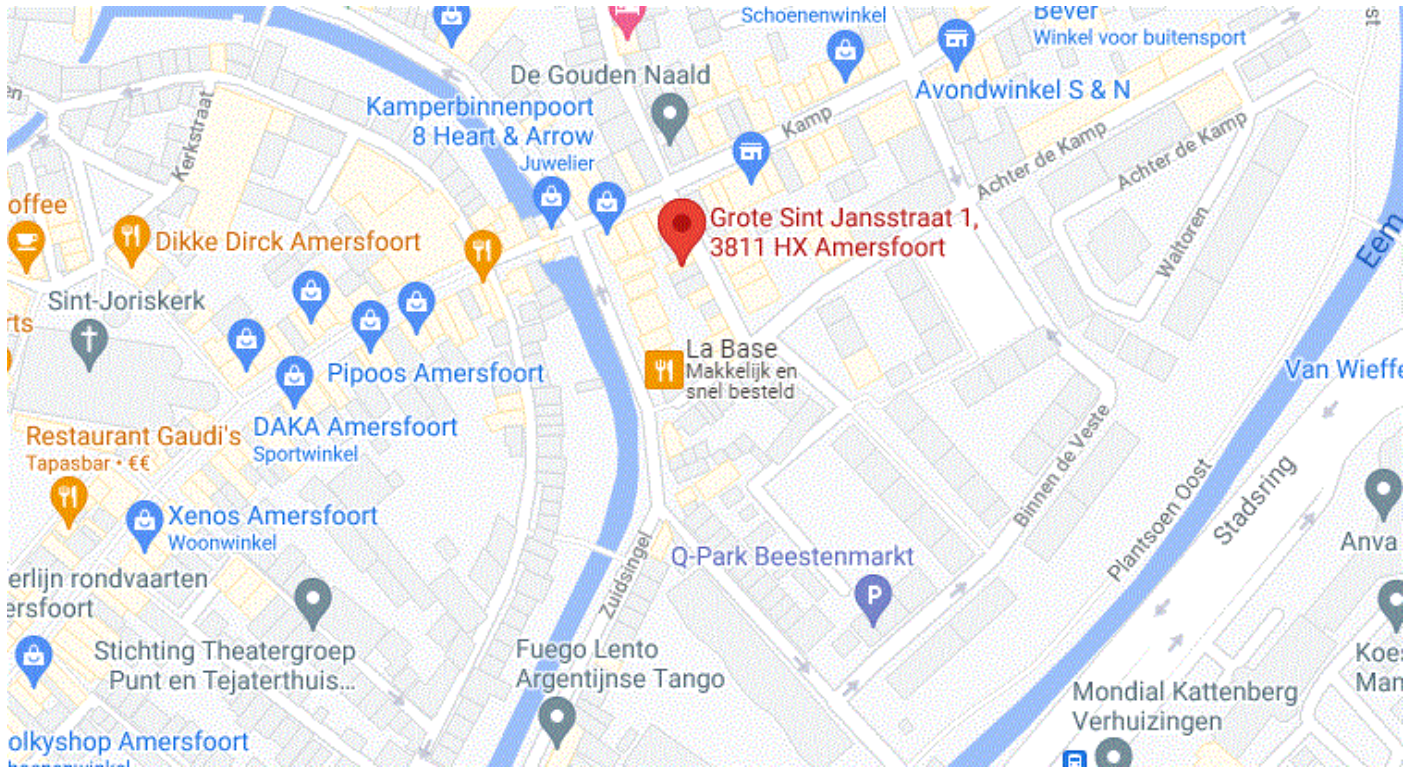 Schoenenwinkel
Bever
Winkel voor buitensport
De Gouden Naald
Avondwinkel S & N
Kamperbinnenpoort
8 Heart & Arrow
Juwelier
Kamp
Kerkstraat
Achter de Kamp
Achter de Kamp
offee
Dikke Dirck Amersfoort
Grote Sint Jansstraat 1,
3811 HX Amersfoort
Waltoren
Eem
Sint-Joriskerk
rts
La Base
Makkelijk en
snel besteld
Pipoos Amersfoort
Van Wieffe
DAKA Amersfoort
Sportwinkel
Restaurant Gaudi's
Tapasbar • €€
Binnen de Veste
Plantsoen Oost
Stadsring
Xenos Amersfoort
Woonwinkel
Anva
Q-Park Beestenmarkt
P
Zuidsingel
erlijn rondvaarten
ersfoort
Stichting Theatergroep
Punt en Tejaterthuis...
Fuego Lento
Argentijnse Tango
Koes
Man
Mondial Kattenberg
Verhuizingen
olkyshop Amersfoort